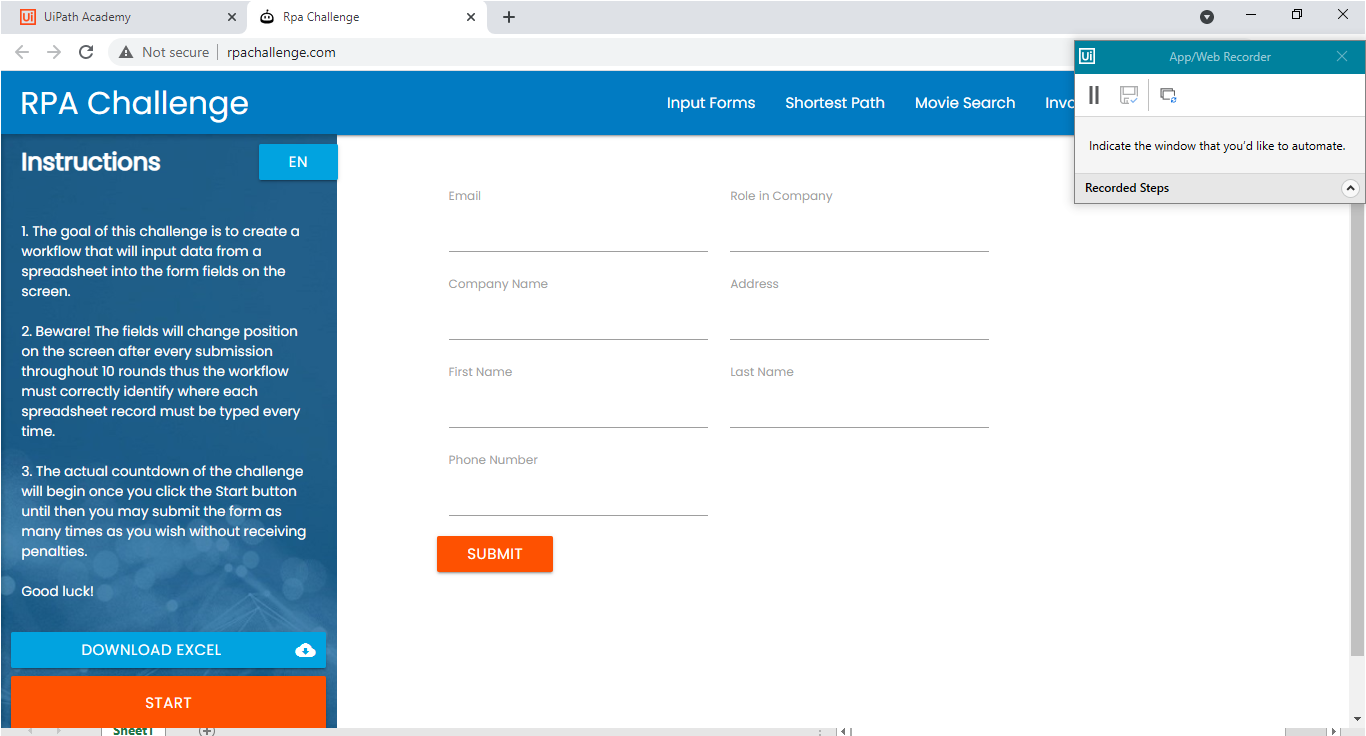 Ui UiPath Academy
Rpa Challenge
Not secure
rpachallenge.com
Ui
App/Web Recorder
Indicate the window that you'd like to automate.
Recorded Steps
RPA Challenge
Input Forms
Shortest Path
Movie Search
Invo
Instructions
EN
1. The goal of this challenge is to create a
workflow that will input data from a
spreadsheet into the form fields on the
screen.
2. Beware! The fields will change position
on the screen after every submission
throughout 10 rounds thus the workflow
must correctly identify where each
spreadsheet record must be typed every
time.
3. The actual countdown of the challenge
will begin once you click the Start button
until then you may submit the form as
many times as you wish without receiving
penalties.
Good luck!
DOWNLOAD EXCEL
START
Email
Role in Company
Company Name
Address
First Name
Last Name
Phone Number
SUBMIT
Sheet1